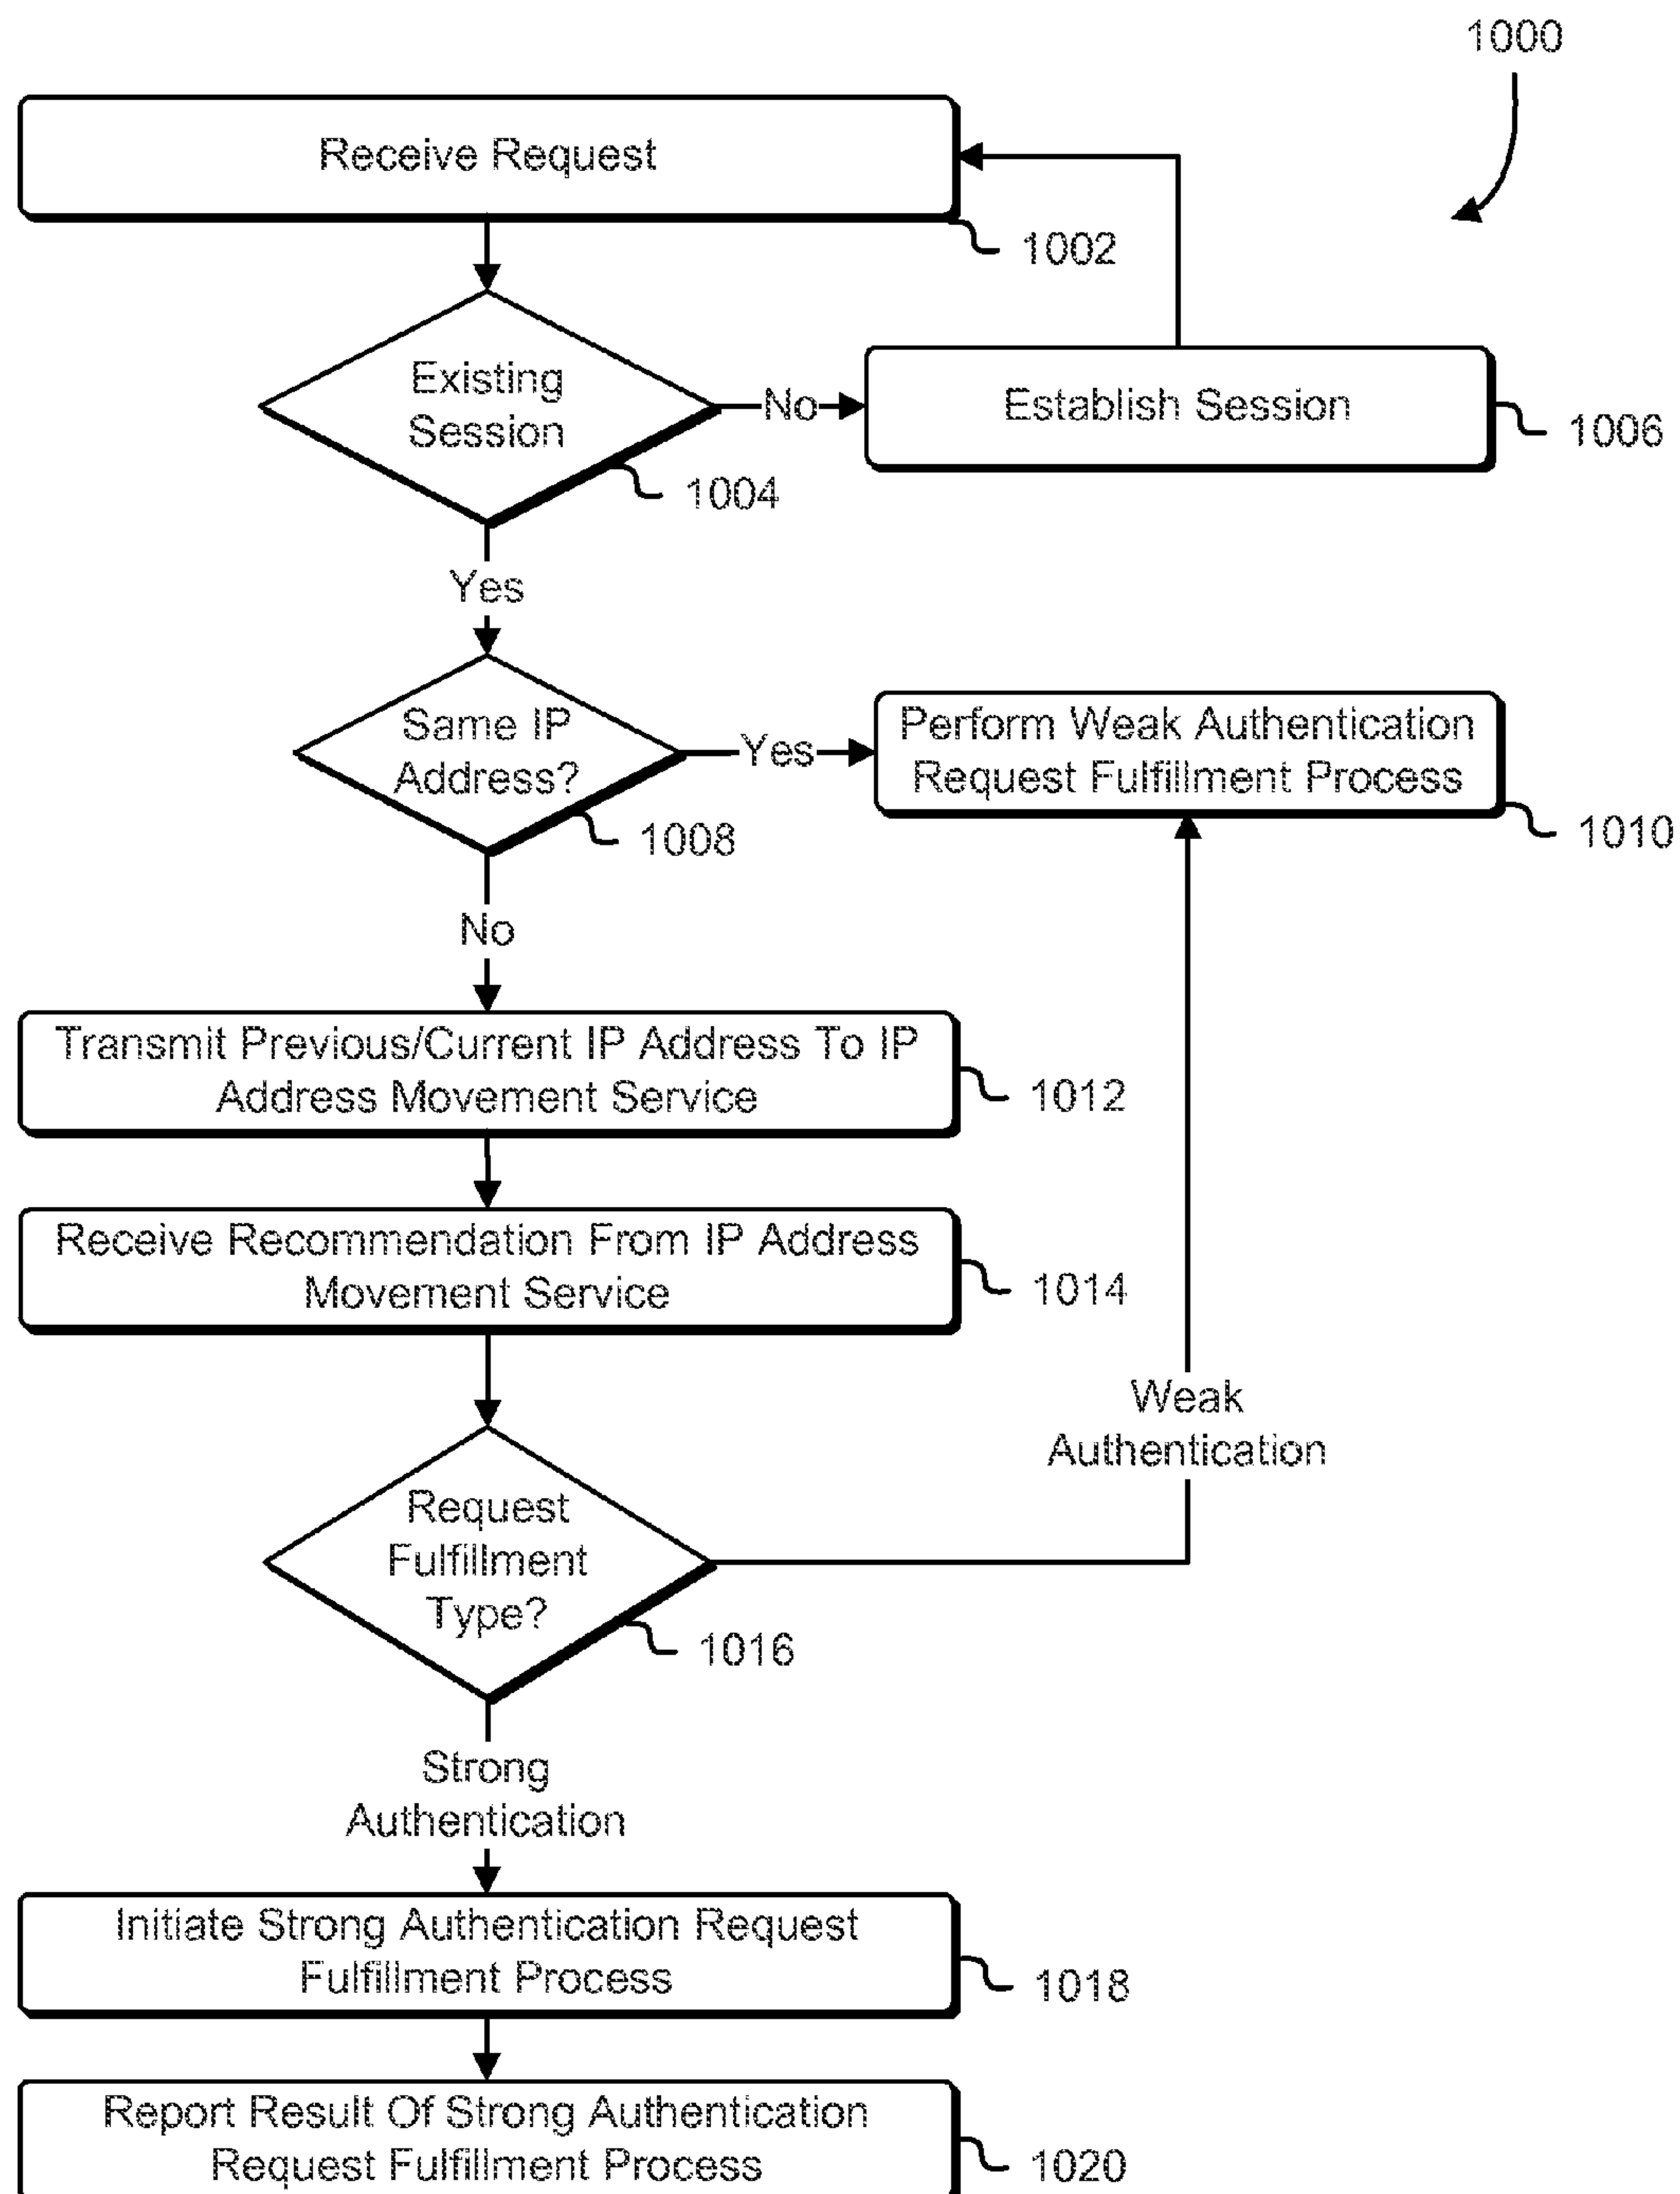 1000
Receive Request
1002
Existing
Session
No
Establish Session
1006
1004
Yes
Same IP
Address?
Yes
Perform Weak Authentication
Request Fulfillment Process
1010
1008
No
Transmit Previous/Current IP Address To IP
Address Movement Service
1012
Receive Recommendation From IP Address
Movement Service
1014
Weak
Authentication
Request
Fulfillment
Type?
1016
Strong
Authentication
Initiate Strong Authentication Request
Fulfillment Process
1018
Report Result Of Strong Authentication
Request Fulfillment Process
1020